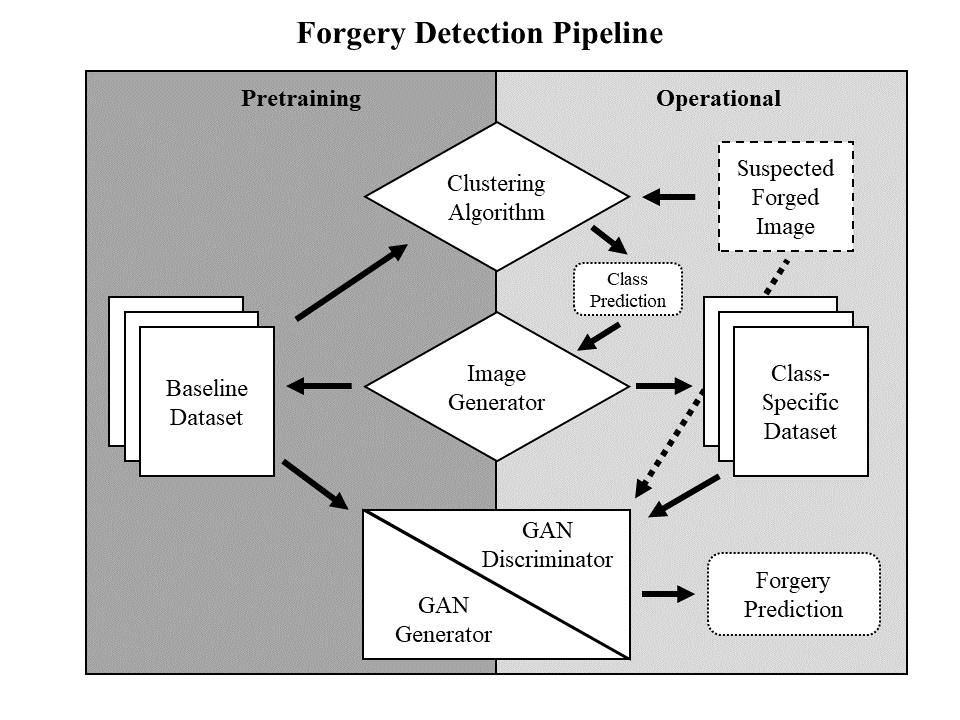 Forgery Detection Pipeline
Pretraining
Operational
Clustering
Algorithm
Suspected
Forged
Image
Class
Prediction
Baseline
Dataset
Image
Generator
Class-
Specific
Dataset
GAN
Discriminator
GAN
Generator
Forgery
Prediction